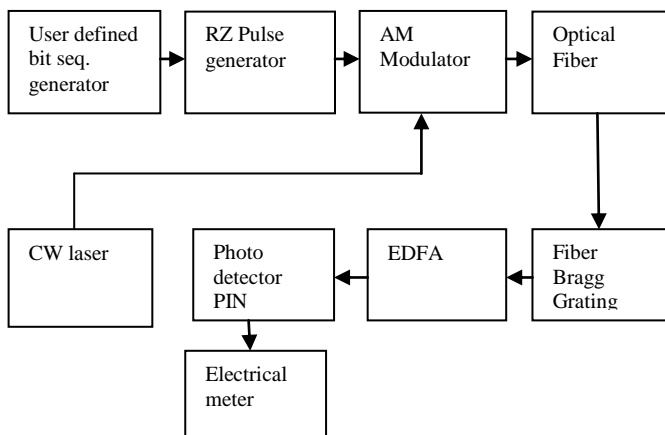 User defined
bit seq.
generator
RZ Pulse
generator
AM
Modulator
Optical
Fiber
CW laser
Photo
detector
PIN
EDFA
Fiber
Bragg
Grating
Electrical
meter